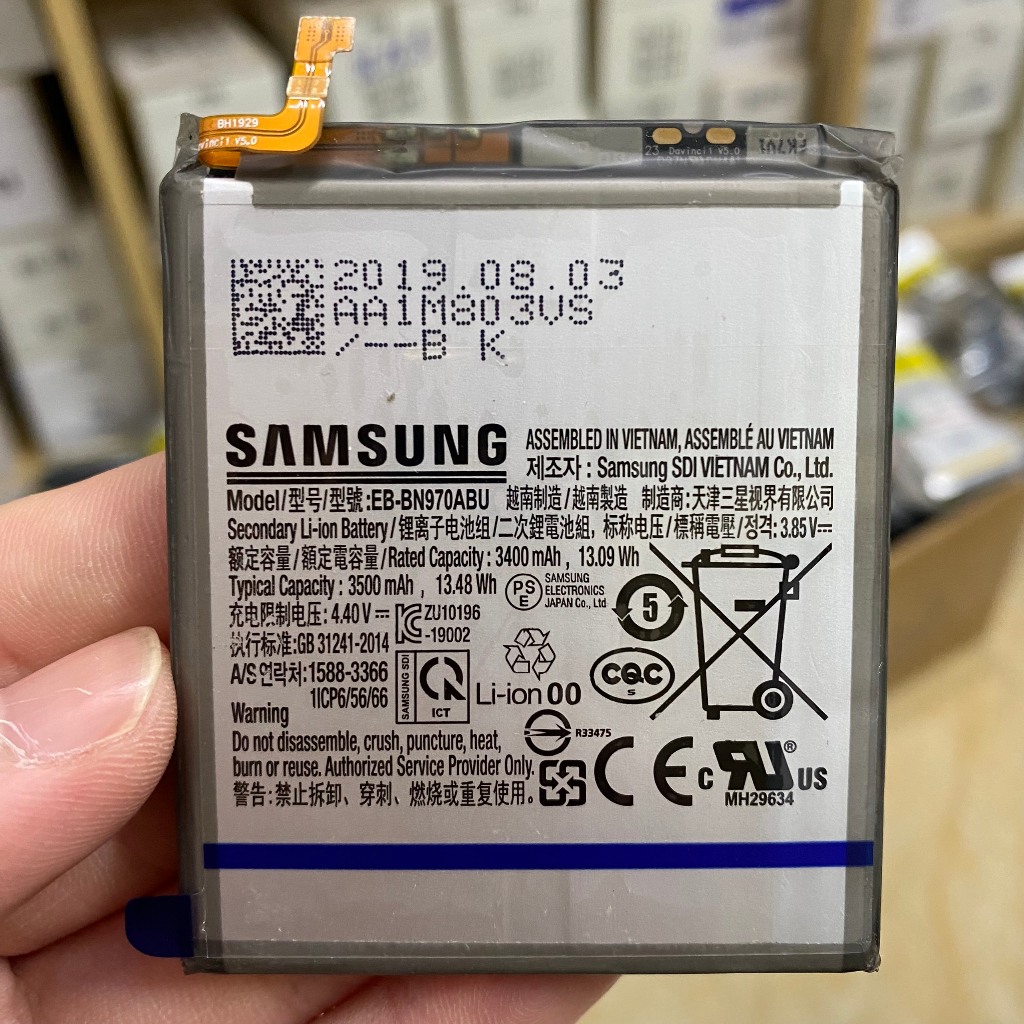 BH1929
avinci1 V5.0
23. Davinci1 V5.0
2019.08.03
AA1M803VS
/--B K
SAMSUNG
ASSEMBLED IN VIETNAM, ASSEMBLÉ AU VIETNAM
제조자 : Samsung SDI VIETNAM Co., Ltd.
Model/型号/型號:EB-BN970ABU 越南制造/越南製造 制造商:天津三星视界有限公司
Secondary Li-ion Battery/锂离子电池组/二次鋰電池組, 标称电压/標稱電壓/정격: 3.85V⎓
额定容量/額定電容量/Rated Capacity : 3400 mAh , 13.09 Wh
Typical Capacity : 3500 mAh , 13.48 Wh
PS E
SAMSUNG ELECTRONICS JAPAN Co., Ltd
5
充电限制电压: 4.40V⎓
ZU10196
-19002
执行标准:GB 31241-2014
A/S 연락처:1588-3366
1ICP6/56/66
SAMSUNG SDI
ICT
Li-ion 00
CQC
S
Warning
Do not disassemble, crush, puncture, heat,
burn or reuse. Authorized Service Provider Only.
警告:禁止拆卸、穿刺、燃烧或重复使用。
R33475
CE
c RU ® US
MH29634